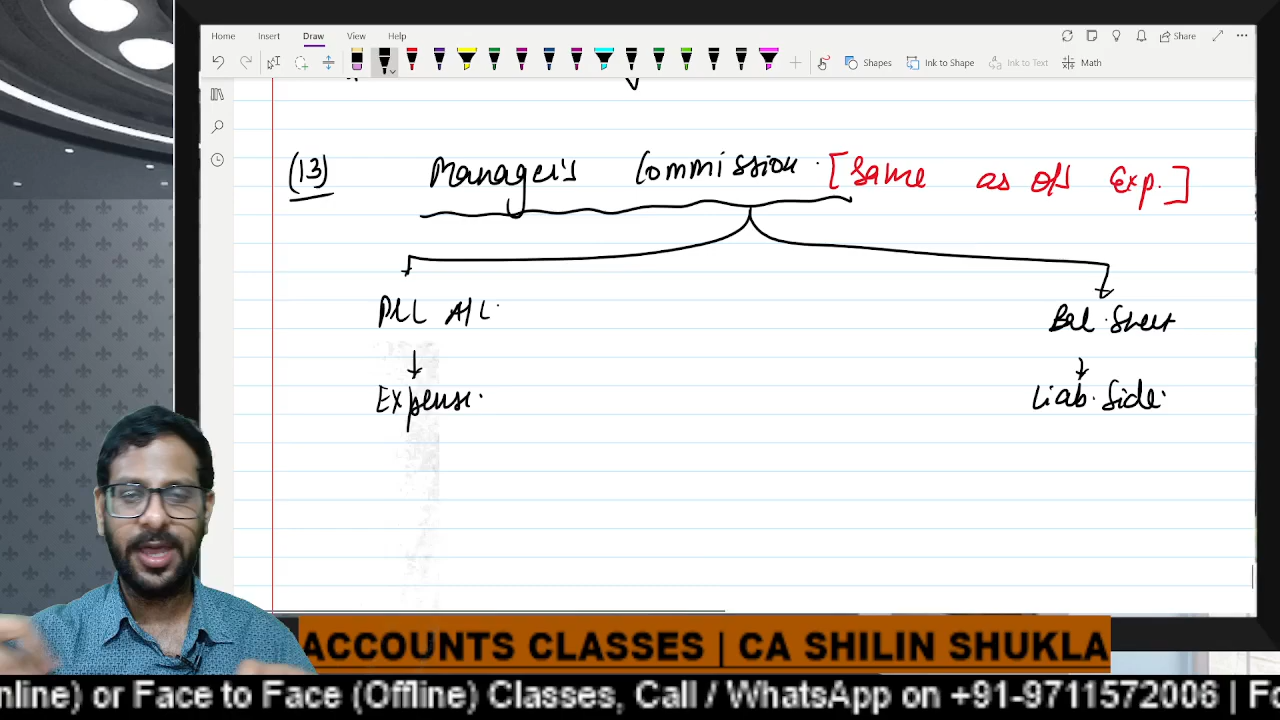 Home Insert Draw View Help
Share
Shapes Ink to Shape Ink to Text Math
(13) Manager's Commission [Same as o/s Exp.]
P&L A/c Bal. Sheet
Expense. Liab. Side
ACCOUNTS CLASSES | CA SHILIN SHUKLA
nline) or Face to Face (Offline) Classes, Call / WhatsApp on +91-9711572006 | Fo